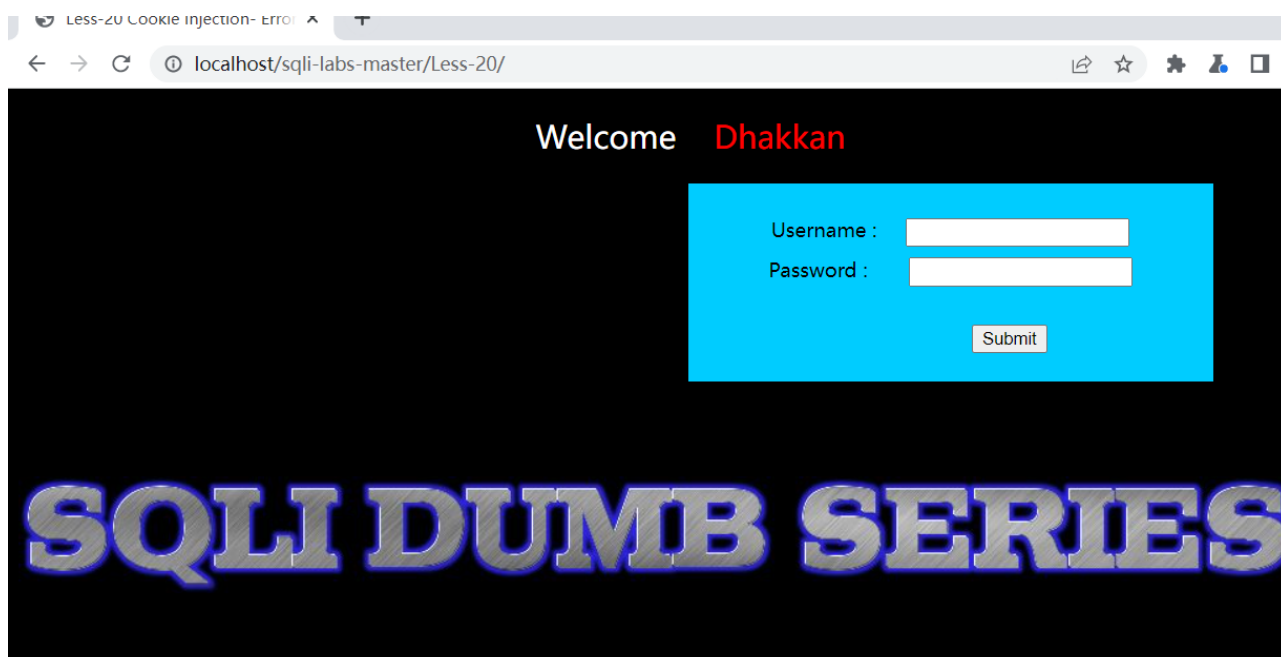 Less-20 Cookie Injection- Erro
localhost/sqli-labs-master/Less-20/
Welcome Dhakkan
Username :
Password :
Submit
SQLI DUMB SERIES